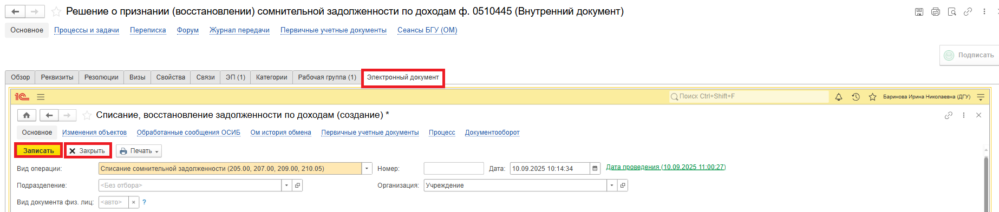 Решение о признании (восстановлении) сомнительной задолженности по доходам ф. 0510445 (Внутренний документ)
Основное Процессы и задачи Переписка Форум Журнал передачи Первичные учетные документы Сеансы БГУ (ОМ)
Подписать
Обзор Реквизиты Резолюции Визы Свойства Связи ЭП (1) Категории Рабочая группа (1) Электронный документ
1С Поиск Ctrl+Shift+F Баринова Ирина Николаевна (ДГУ)
Списание, восстановление задолженности по доходам (создание) *
Основное Изменения объектов Обработанные сообщения ОСИБ Ом история обмена Первичные учетные документы Процесс Документооборот
Записать Закрыть Печать
Вид операции: Списание сомнительной задолженности (205.00, 207.00, 209.00, 210.05) Номер: Дата: 10.09.2025 10:14:34 Дата проведения (10.09.2025 11:00:27)
Подразделение: <Без отбора> Организация: Учреждение
Вид документа физ. лиц: <авто> × ?